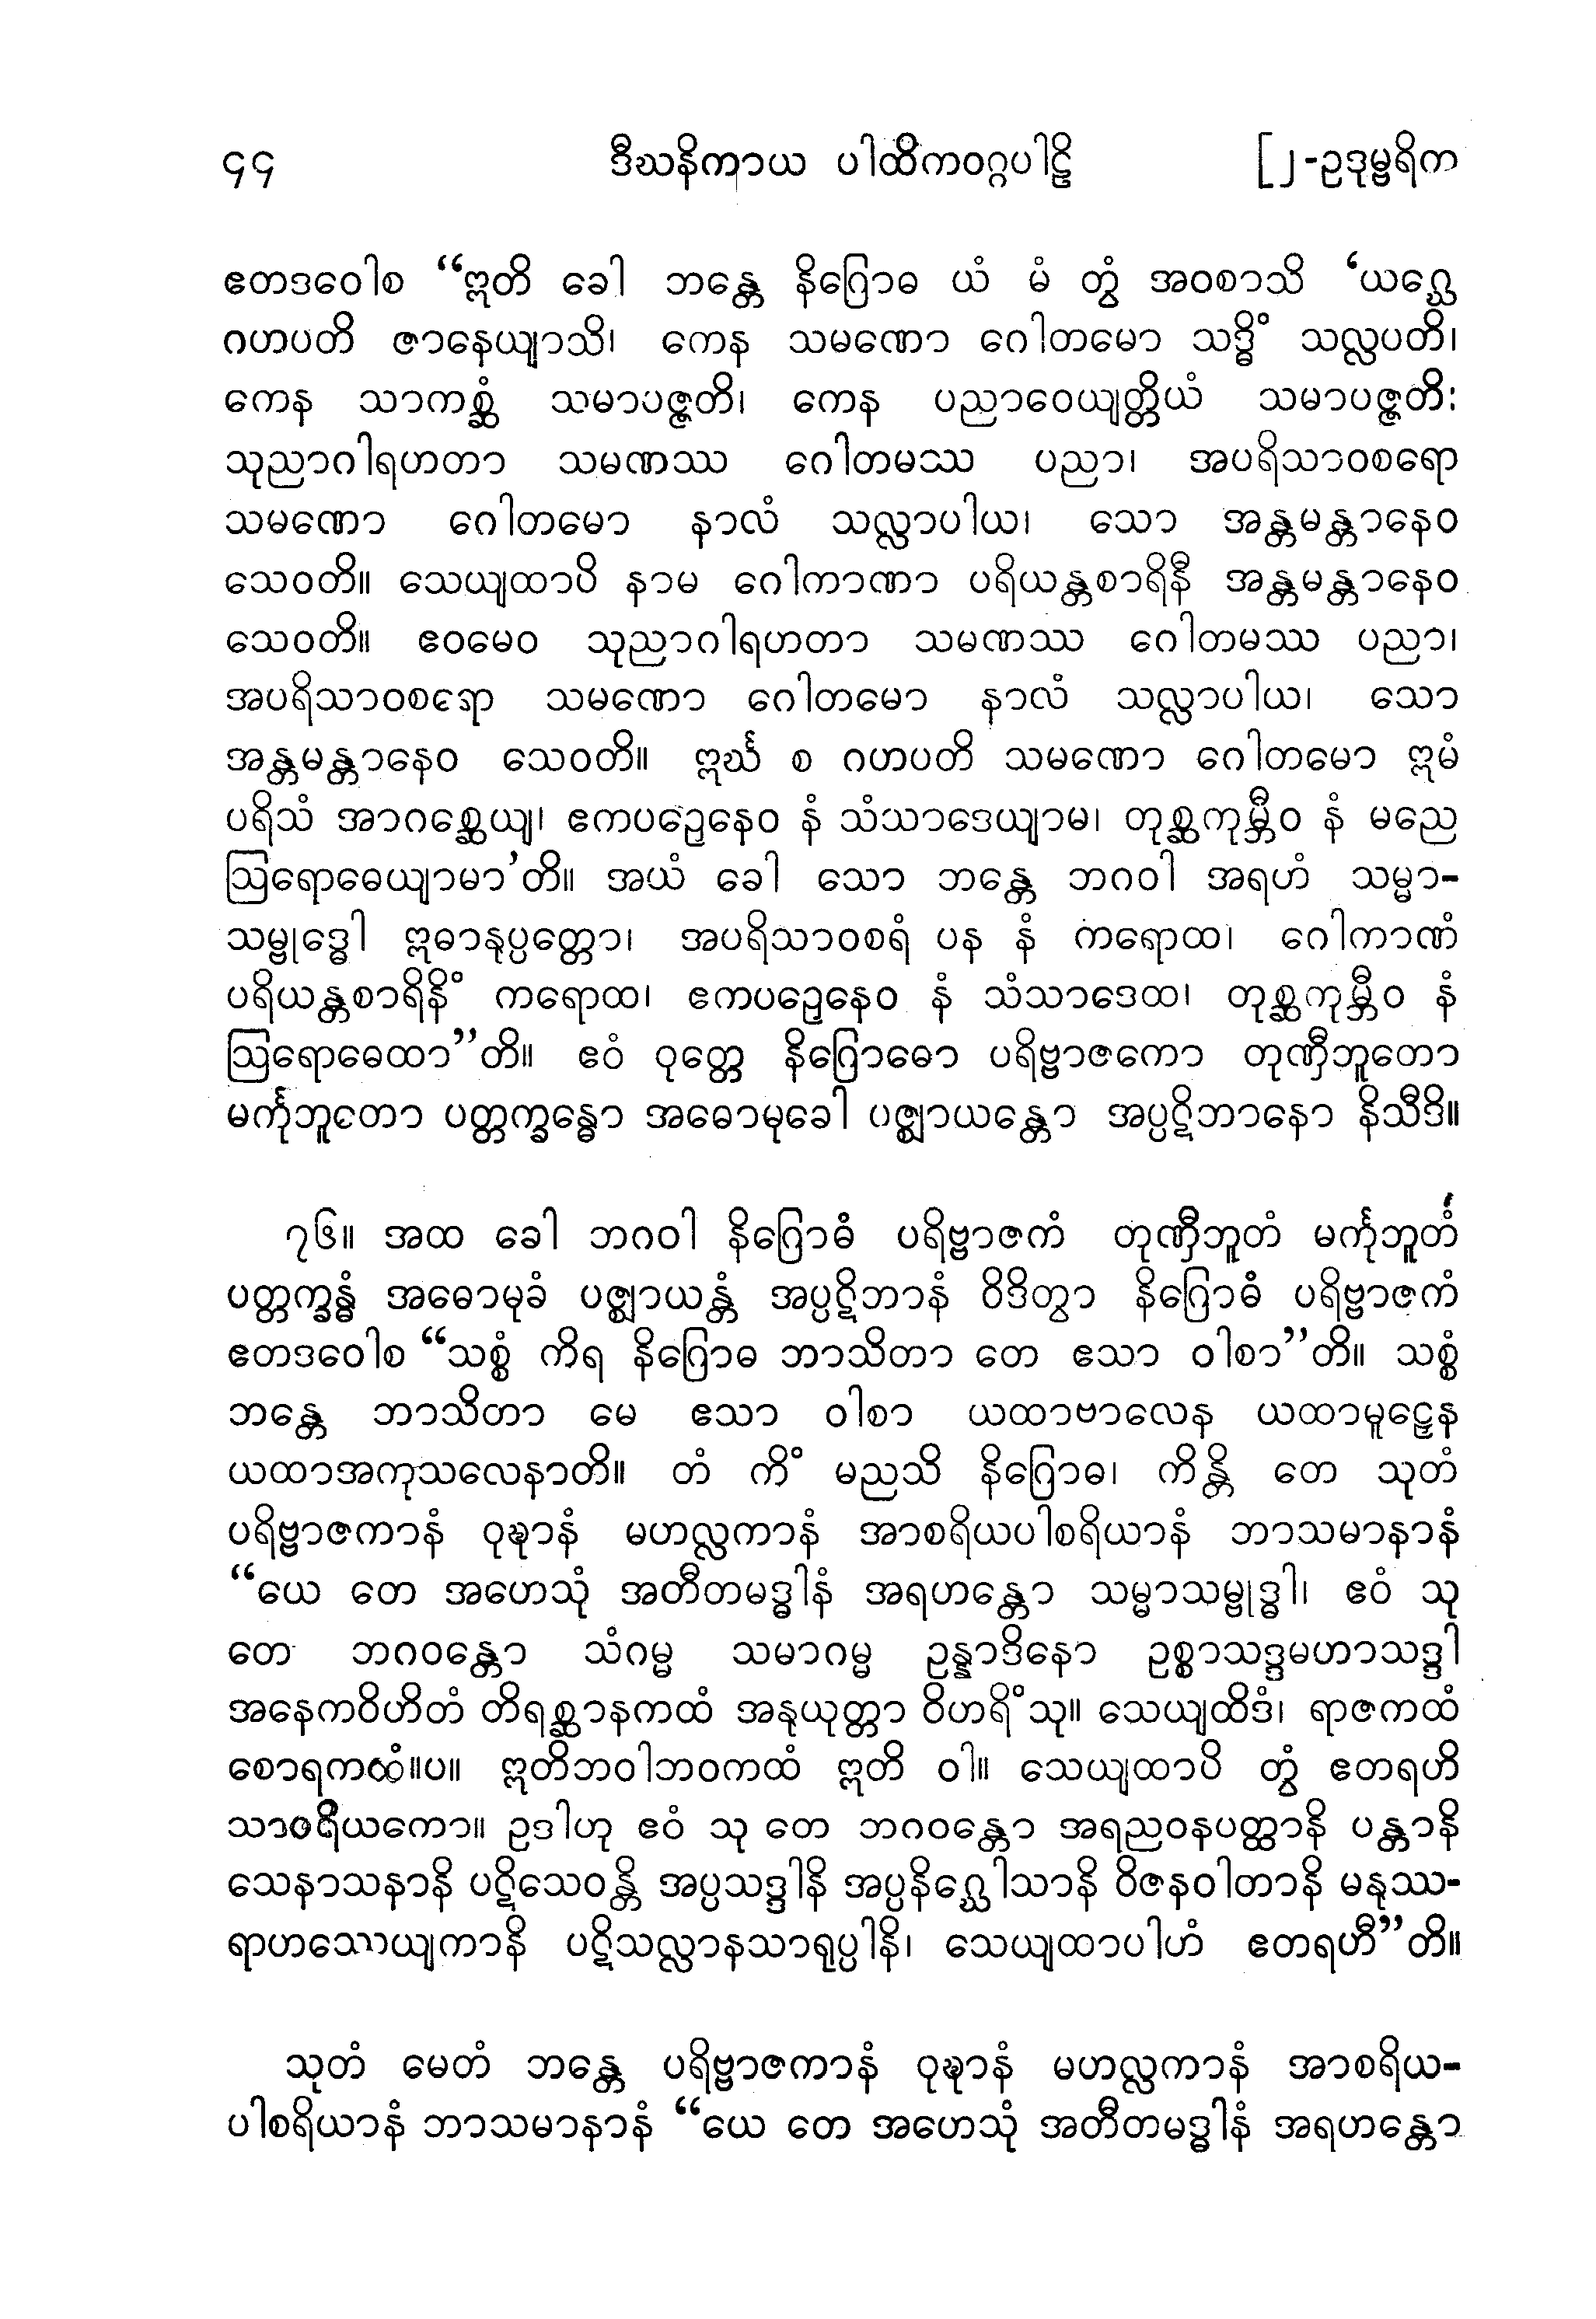 ၄၄ ဒီဃနိကာယ ပါထိကဝဂ္ဂပါဠိ [၂-ဥဒုမ္ဗရိက
ဧတဒဝေါစ “ဣတိ ခေါ ဘန္တေ နိဂြောဓ ယံ မံ တွံ အဝစာသိ ‘ယဂ္ဃေ
ဂဟပတိ ဇာနေယျာသိ၊ ကေန သမဏော ဂေါတမော သဒ္ဓိံ သလ္လပတိ၊
ကေန သာကစ္ဆံ သမာပဇ္ဇတိ၊ ကေန ပညာဝေယျတ္တိယံ သမာပဇ္ဇတိ;
သုညာဂါရဟတာ သမဏဿ ဂေါတမဿ ပညာ၊ အပရိသာဝစရော
သမဏော ဂေါတမော နာလံ သလ္လာပါယ၊ သော အန္တမန္တာနေဝ
သေဝတိ။ သေယျထာပိ နာမ ဂေါကာဏာ ပရိယန္တစာရိနီ အန္တမန္တာနေဝ
သေဝတိ။ ဧဝမေဝ သုညာဂါရဟတာ သမဏဿ ဂေါတမဿ ပညာ၊
အပရိသာဝစရော သမဏော ဂေါတမော နာလံ သလ္လာပါယ၊ သော
အန္တမန္တာနေဝ သေဝတိ။ ဣင်္ဃ စ ဂဟပတိ သမဏော ဂေါတမော ဣမံ
ပရိသံ အာဂစ္ဆေယျ၊ ဧကပဉှေနေဝ နံ သံသာဒေယျာမ၊ တုစ္ဆကုမ္ဘီဝ နံ မညေ
ဩရောဓေယျာမာ’တိ။ အယံ ခေါ သော ဘန္တေ ဘဂဝါ အရဟံ သမ္မာ-
သမ္ဗုဒ္ဓေါ ဣဓာနုပ္ပတ္တော၊ အပရိသာဝစရံ ပန နံ ကရောထ၊ ဂေါကာဏံ
ပရိယန္တစာရိနိံ ကရောထ၊ ဧကပဉှေနေဝ နံ သံသာဒေထ၊ တုစ္ဆကုမ္ဘီဝ နံ
ဩရောဓေထာ”တိ။ ဧဝံ ဝုတ္တေ နိဂြောဓော ပရိဗ္ဗာဇကော တုဏှီဘူတော
မင်္ကုဘူတော ပတ္တက္ခန္ဓော အဓောမုခေါ ပဇ္ဈာယန္တော အပ္ပဋိဘာနော နိသီဒိ။
၇၆။ အထ ခေါ ဘဂဝါ နိဂြောဓံ ပရိဗ္ဗာဇကံ တုဏှီဘူတံ မင်္ကုဘူတံ
ပတ္တက္ခန္ဓံ အဓောမုခံ ပဇ္ဈာယန္တံ အပ္ပဋိဘာနံ ဝိဒိတွာ နိဂြောဓံ ပရိဗ္ဗာဇကံ
ဧတဒဝေါစ “သစ္စံ ကိရ နိဂြောဓ ဘာသိတာ တေ ဧသာ ဝါစာ”တိ။ သစ္စံ
ဘန္တေ ဘာသိတာ မေ ဧသာ ဝါစာ ယထာဗာလေန ယထာမူဠှေန
ယထာအကုသလေနာတိ။ တံ ကိံ မညသိ နိဂြောဓ၊ ကိန္တိ တေ သုတံ
ပရိဗ္ဗာဇကာနံ ဝုဍ္ဎာနံ မဟလ္လကာနံ အာစရိယပါစရိယာနံ ဘာသမာနာနံ
“ယေ တေ အဟေသုံ အတီတမဒ္ဓါနံ အရဟန္တော သမ္မာသမ္ဗုဒ္ဓါ၊ ဧဝံ သု
တေ ဘဂဝန္တော သံဂမ္မ သမာဂမ္မ ဥန္နာဒိနော ဥစ္စာသဒ္ဒမဟာသဒ္ဒါ
အနေကဝိဟိတံ တိရစ္ဆာနကထံ အနုယုတ္တာ ဝိဟရိံသု။ သေယျထိဒံ၊ ရာဇကထံ
စောရကထံ။ပ။ ဣတိဘဝါဘဝကထံ ဣတိ ဝါ။ သေယျထာပိ တွံ ဧတရဟိ
သာစရိယကော။ ဥဒါဟု ဧဝံ သု တေ ဘဂဝန္တော အရညဝနပတ္ထာနိ ပန္တာနိ
သေနာသနာနိ ပဋိသေဝန္တိ အပ္ပသဒ္ဒါနိ အပ္ပနိဂ္ဃေါသာနိ ဝိဇနဝါတာနိ မနုဿ-
ရာဟဿေယျကာနိ ပဋိသလ္လာနသာရုပ္ပါနိ၊ သေယျထာပါဟံ ဧတရဟီ”တိ။
သုတံ မေတံ ဘန္တေ ပရိဗ္ဗာဇကာနံ ဝုဍ္ဎာနံ မဟလ္လကာနံ အာစရိယ-
ပါစရိယာနံ ဘာသမာနာနံ “ယေ တေ အဟေသုံ အတီတမဒ္ဓါနံ အရဟန္တော